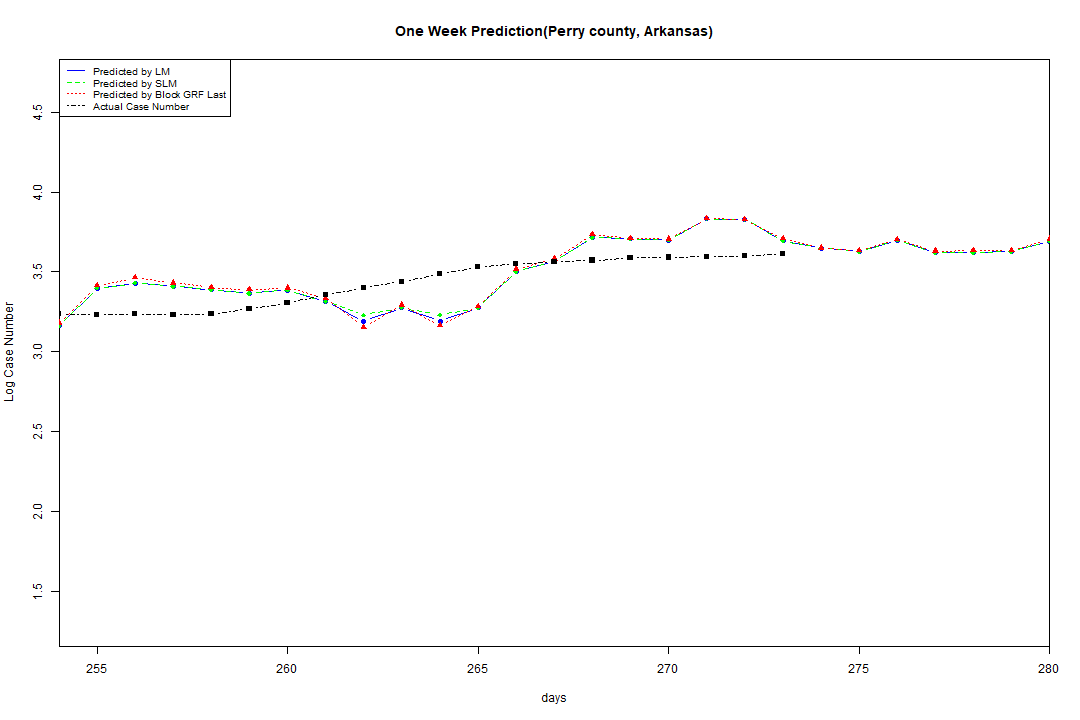 One Week Prediction(Perry county, Arkansas)
Predicted by LM
Predicted by SLM
Predicted by Block GRF Last
Actual Case Number
4.5
4.0
3.5
3.0
2.5
2.0
1.5
Log Case Number
255 260 265 270 275 280
days